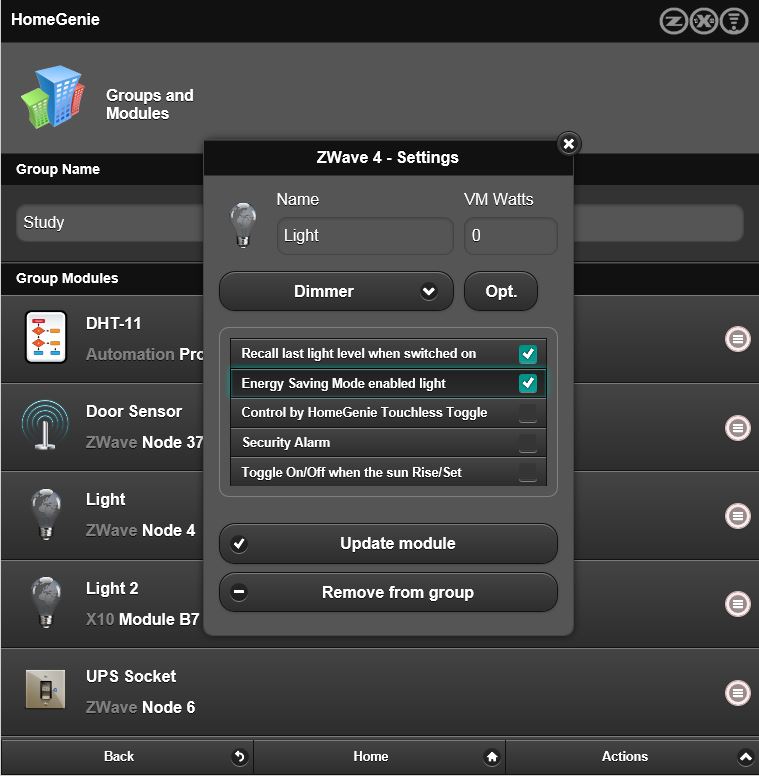 HomeGenie
Groups and
Modules
Group Name
Study
Group Modules
DHT-11
Automation Pro
Door Sensor
ZWave Node 37
Light
ZWave Node 4
Light 2
X10 Module B7
UPS Socket
ZWave Node 6
ZWave 4 - Settings
Name
VM Watts
Light
0
Dimmer
Opt.
Recall last light level when switched on
Energy Saving Mode enabled light
Control by HomeGenie Touchless Toggle
Security Alarm
Toggle On/Off when the sun Rise/Set
Update module
Remove from group
Back
Home
Actions